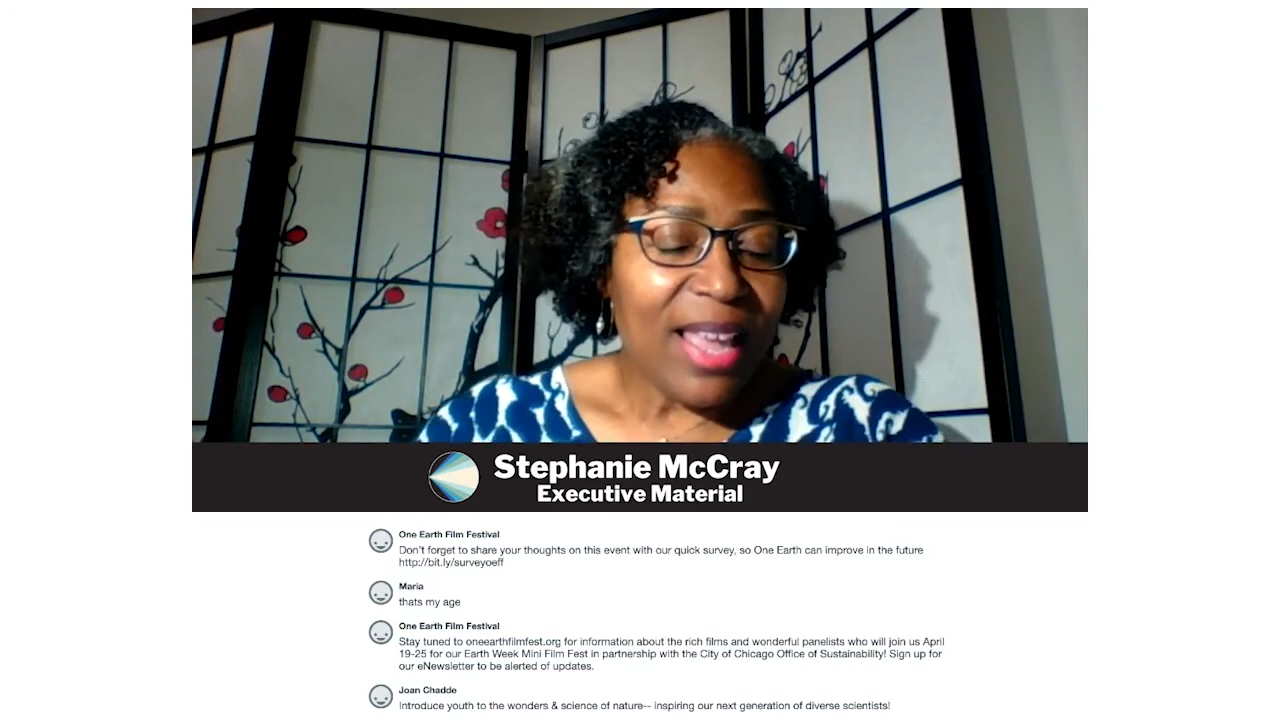 Stephanie McCray
Executive Material
One Earth Film Festival
Don't forget to share your thoughts on this event with our quick survey, so One Earth can improve in the future
http://bit.ly/surveyoeff
Maria
thats my age
One Earth Film Festival
Stay tuned to oneearthfilmfest.org for information about the rich films and wonderful panelists who will join us April
19-25 for our Earth Week Mini Film Fest in partnership with the City of Chicago Office of Sustainability! Sign up for
our eNewsletter to be alerted of updates.
Joan Chadde
Introduce youth to the wonders & science of nature-- inspiring our next generation of diverse scientists!